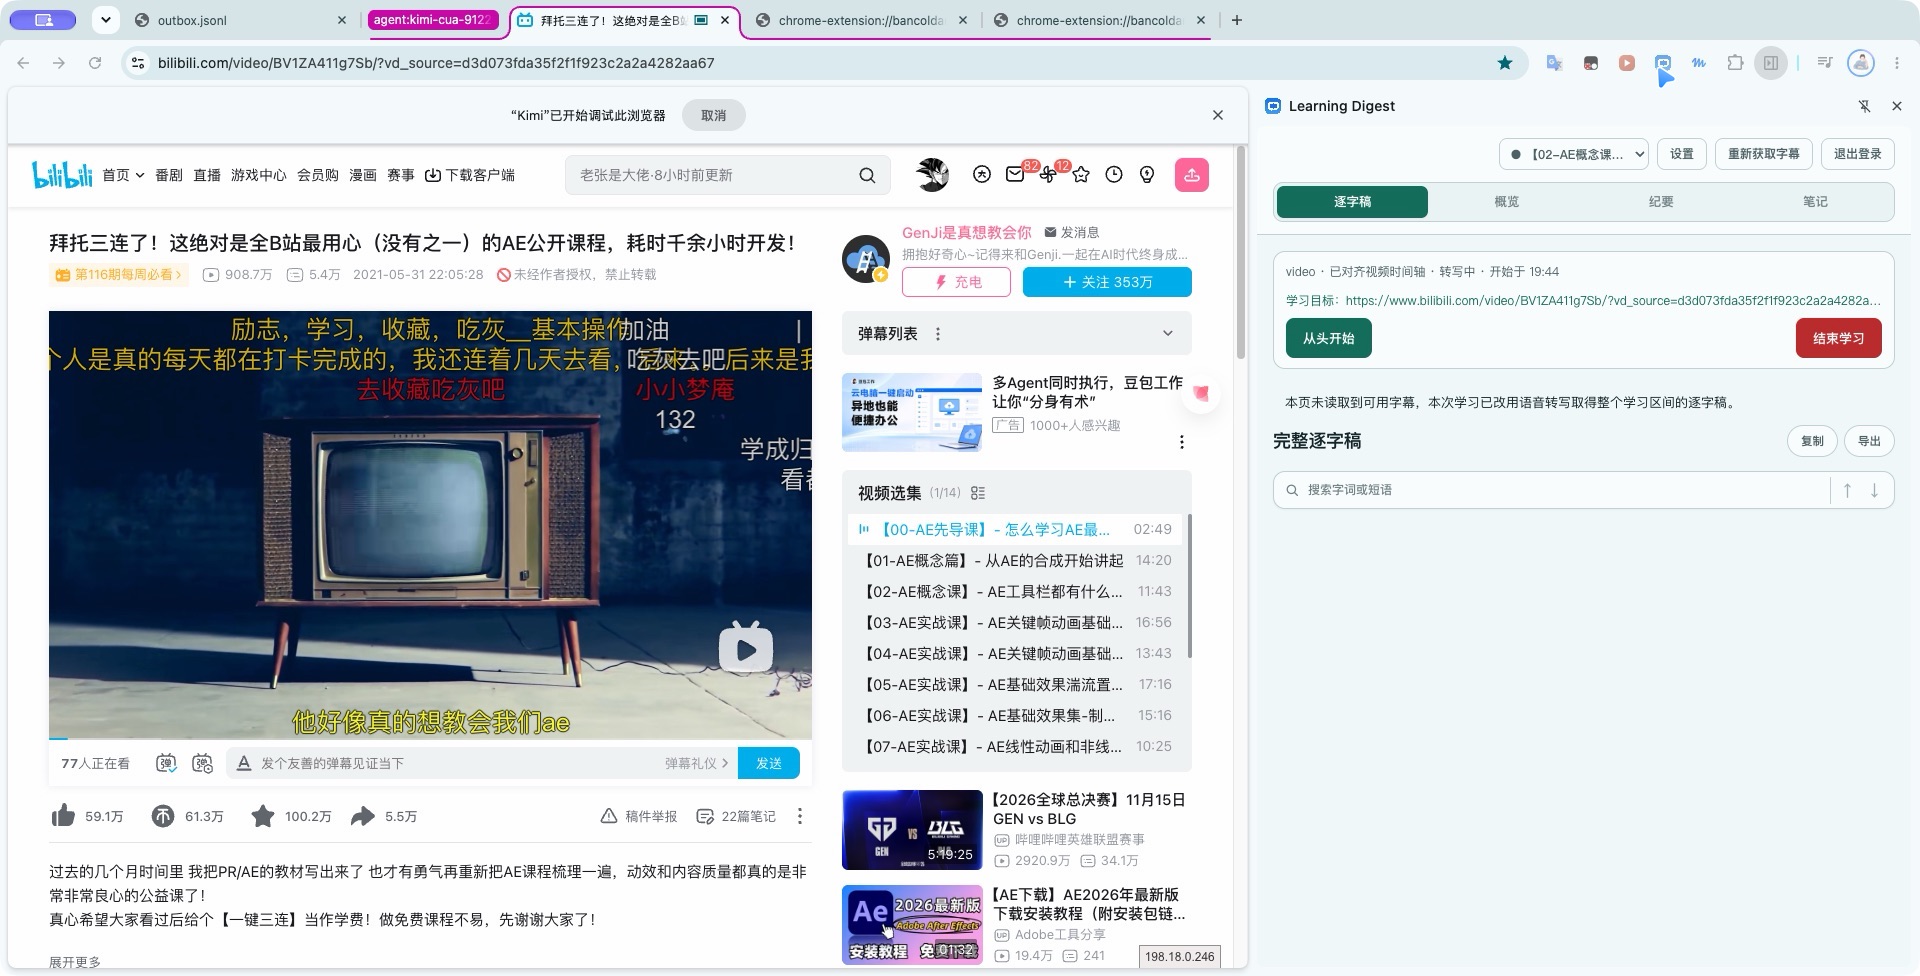 outbox.jsonl
agent:kimi-cua-9122
拜托三连了！这绝对是全B站
chrome-extension://bancolda
chrome-extension://bancolda
bilibili.com/video/BV1ZA411g7Sb/?vd_source=d3d073fda35f2f1f923c2a2a4282aa67
“Kimi”已开始调试此浏览器
取消
bilibili
首页
番剧
直播
游戏中心
会员购
漫画
赛事
下载客户端
老张是大佬·8小时前更新
82
12
拜托三连了！这绝对是全B站最用心（没有之一）的AE公开课程，耗时千余小时开发！
第116期每周必看
908.7万
5.4万
2021-05-31 22:05:28
未经作者授权，禁止转载
励志，学习，收藏，吃灰__基本操作
加油
个人是真的每天都在打卡完成的，我还连着几天去看，
吃灰去吧
后来是我
去收藏吃灰吧
小小梦庵
132
学成归
看都
他好像真的想教会我们ae
77人正在看
发个友善的弹幕见证当下
弹幕礼仪
发送
59.1万
61.3万
100.2万
5.5万
稿件举报
22篇笔记
过去的几个月时间里 我把PR/AE的教材写出来了 也才有勇气再重新把AE课程梳理一遍，动效和内容质量都真的是非
常非常良心的公益课了！
真心希望大家看过后给个【一键三连】当作学费！做免费课程不易，先谢谢大家了！
展开更多
GenJi是真想教会你
发消息
拥抱好奇心~记得来和Genji.一起在AI时代终身成...
充电
+ 关注 353万
弹幕列表
云电脑一键启动
异地也能
便捷办公
多Agent同时执行，豆包工作
让你“分身有术”
广告
1000+人感兴趣
视频选集
(1/14)
【00-AE先导课】- 怎么学习AE最...
02:49
【01-AE概念篇】- 从AE的合成开始讲起
14:20
【02-AE概念课】- AE工具栏都有什么...
11:43
【03-AE实战课】- AE关键帧动画基础...
16:56
【04-AE实战课】- AE关键帧动画基础...
13:43
【05-AE实战课】- AE基础效果湍流置...
17:16
【06-AE实战课】- AE基础效果集-制...
15:16
【07-AE实战课】- AE线性动画和非线...
10:25
GEN
VS
BLG
5:19:25
【2026全球总决赛】11月15日
GEN vs BLG
哔哩哔哩英雄联盟赛事
2920.9万
34.1万
Ae
2026最新版
Adobe After Effects
安装教程
01:32
【AE下载】AE2026年最新版
下载安装教程（附安装包链...
Adobe工具分享
19.4万
241
198.18.0.246
Learning Digest
【02-AE概念课...
设置
重新获取字幕
退出登录
逐字稿
概览
纪要
笔记
video · 已对齐视频时间轴 · 转写中 · 开始于 19:44
学习目标：https://www.bilibili.com/video/BV1ZA411g7Sb/?vd_source=d3d073fda35f2f1f923c2a2a4282a...
从头开始
结束学习
本页未读取到可用字幕，本次学习已改用语音转写取得整个学习区间的逐字稿。
完整逐字稿
复制
导出
搜索字词或短语